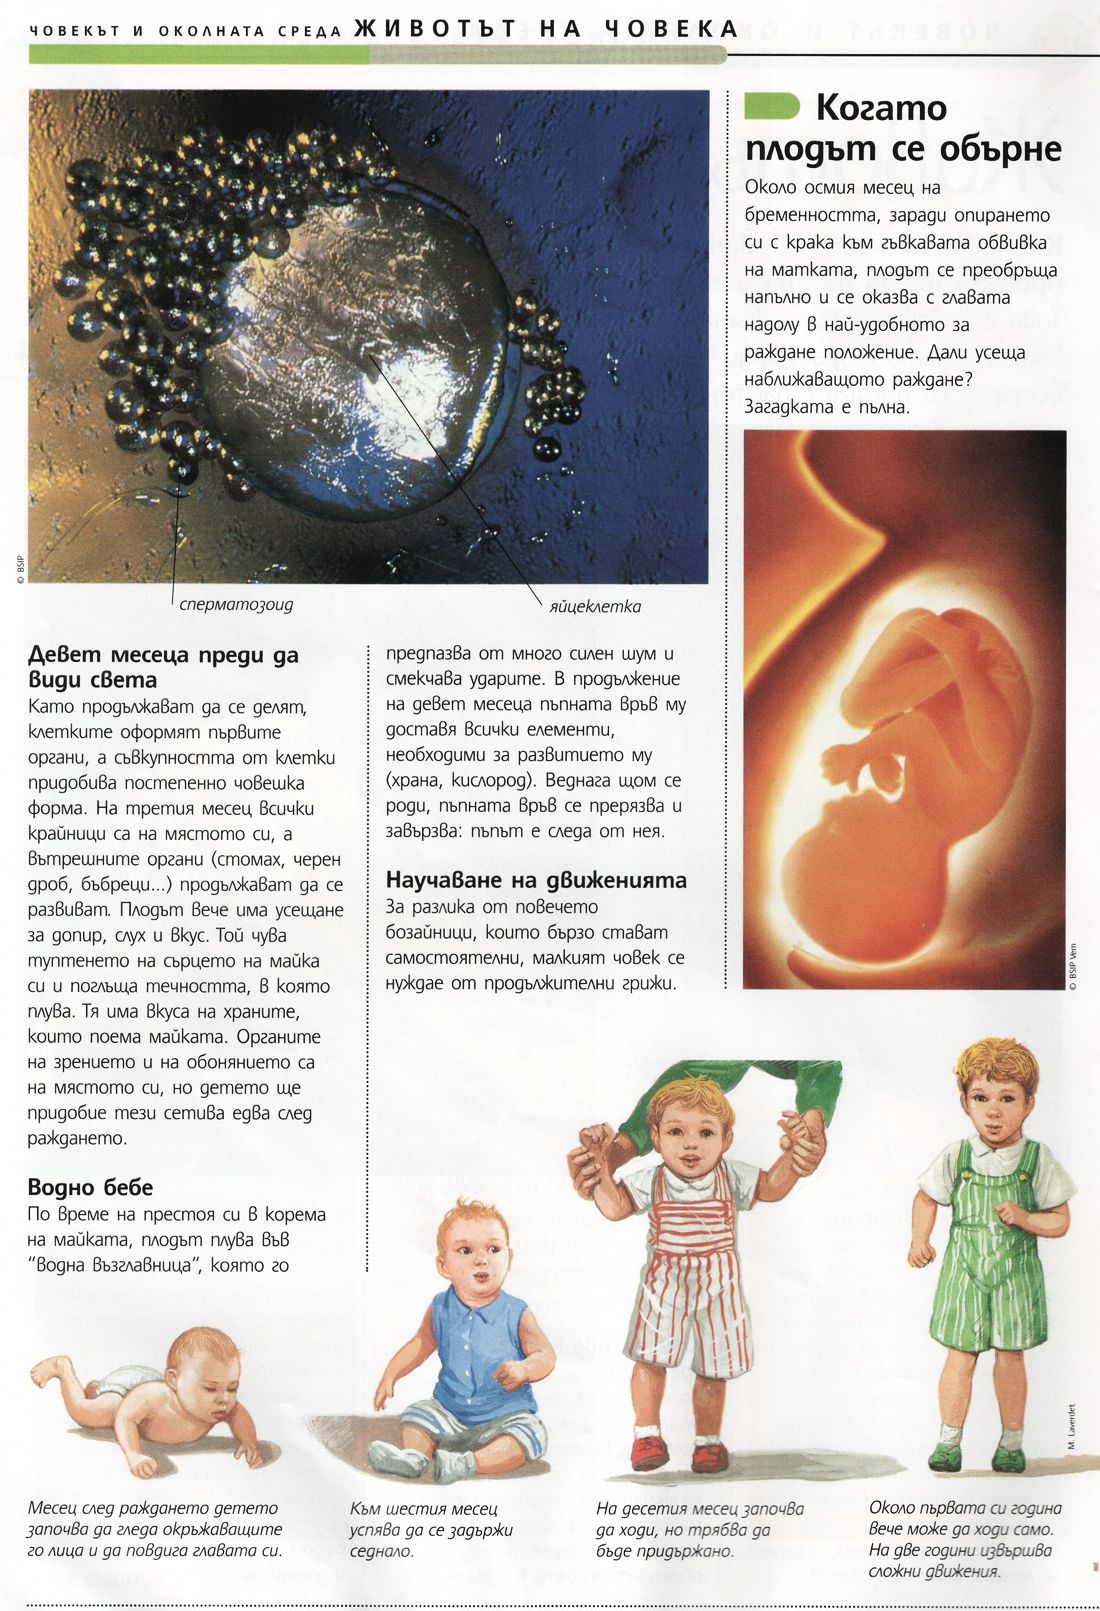 ЧОВЕКЪТ И ОКОЛНАТА СРЕДА ЖИВОТЪТ НА ЧОВЕКА
© BSIP
сперматозоид
яйцеклетка
Девет месеца преди да
види света
Като продължават да се делят,
клетките оформят първите
органи, а съвкупността от клетки
придобива постепенно човешка
форма. На третия месец всички
крайници са на мястото си, а
вътрешните органи (стомах, черен
дроб, бъбреци...) продължават да се
развиват. Плодът вече има усещане
за допир, слух и вкус. Той чува
туптенето на сърцето на майка
си и поглъща течността, в която
плува. Тя има вкуса на храните,
които поема майката. Органите
на зрението и на обонянието са
на мястото си, но детето ще
придобие тези сетива едва след
раждането.
Водно бебе
По време на престоя си в корема
на майката, плодът плува във
“водна възглавница”, която го
предпазва от много силен шум и
смекчава ударите. В продължение
на девет месеца пъпната връв му
доставя всички елементи,
необходими за развитието му
(храна, кислород). Веднага щом се
роди, пъпната връв се прерязва и
завързва: пъпът е следа от нея.
Научаване на движенията
За разлика от повечето
бозайници, които бързо стават
самостоятелни, малкият човек се
нуждае от продължителни грижи.
Когато
плодът се обърне
Около осмия месец на
бременността, заради опирането
си с крака към гъвкавата обвивка
на матката, плодът се преобръща
напълно и се оказва с главата
надолу в най-удобното за
раждане положение. Дали усеща
наближаващото раждане?
Загадката е пълна.
© BSIP Vem
M. Laverdet
Месец след раждането детето
започва да гледа окръжаващите
го лица и да повдига главата си.
Към шестия месец
успява да се задържи
седнало.
На десетия месец започва
да ходи, но трябва да
бъде придържано.
Около първата си година
вече може да ходи само.
На две години извършва
сложни движения.